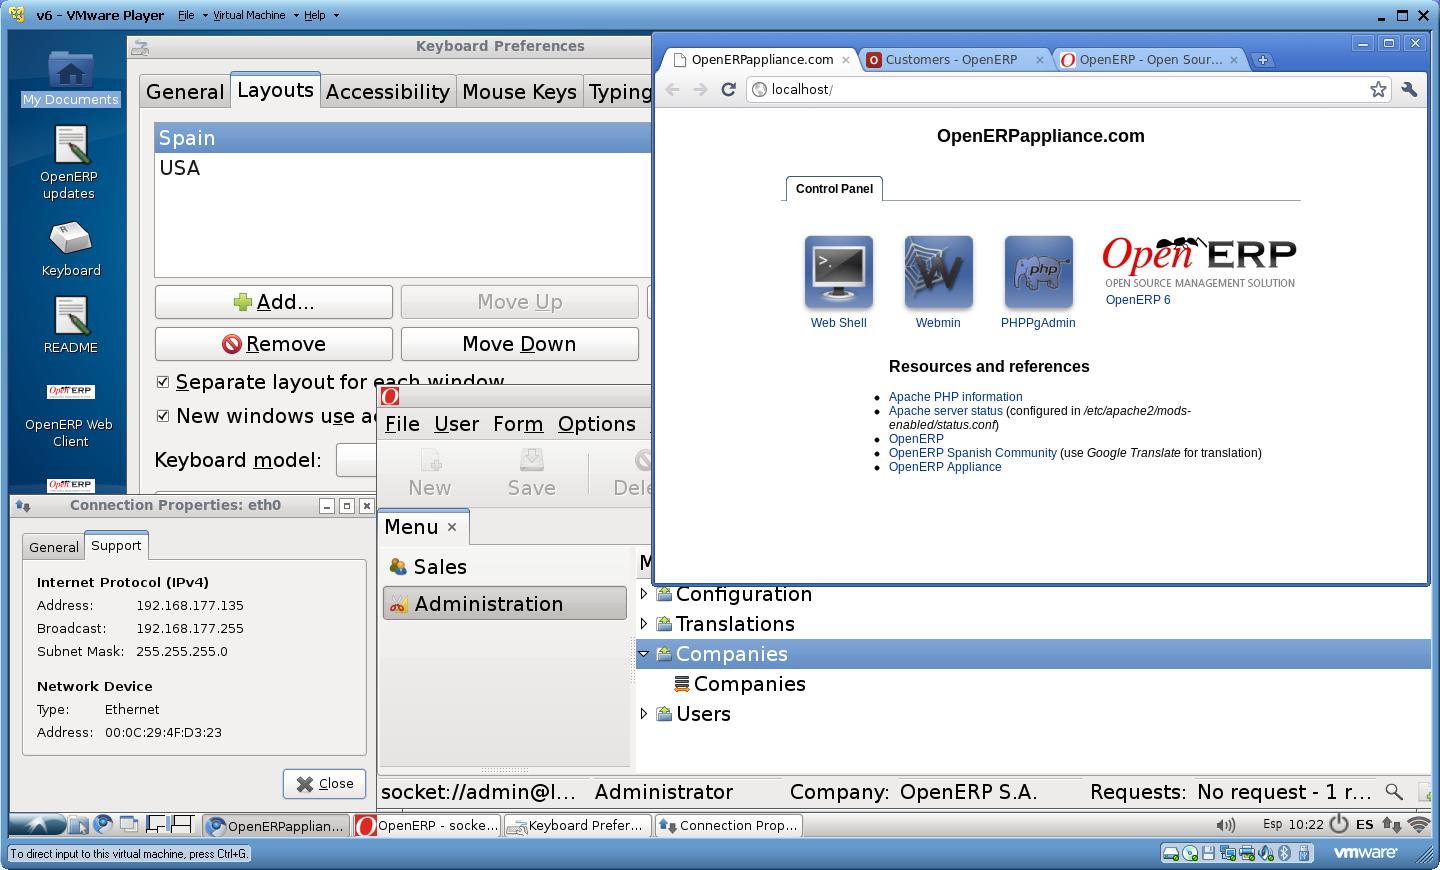 v6 - VMware Player File Virtual Machine Help
Keyboard Preferences
General Layouts Accessibility Mouse Keys Typing
Spain
USA
Add...
Move Up
Remove
Move Down
Separate layout for each window
New windows use
Keyboard model:
My Documents
OpenERP
updates
Keyboard
README
Open ERP
OpenERP Web
Client
Open ERP
OpenERPappliance.com
Customers - OpenERP
OpenERP - Open Sour...
localhost/
OpenERPappliance.com
Control Panel
Web Shell
Webmin
php
PHPPgAdmin
Open ERP
OPEN SOURCE MANAGEMENT SOLUTION
OpenERP 6
Resources and references
Apache PHP information
Apache server status (configured in /etc/apache2/mods-
enabled/status.conf)
OpenERP
OpenERP Spanish Community (use Google Translate for translation)
OpenERP Appliance
File User Form Options
New Save Dele
Menu
Sales
Administration
Configuration
Translations
Companies
Companies
Users
socket://admin@l... Administrator Company: OpenERP S.A. Requests: No request - 1 r...
Connection Properties: eth0
General Support
Internet Protocol (IPv4)
Address: 192.168.177.135
Broadcast: 192.168.177.255
Subnet Mask: 255.255.255.0
Network Device
Type: Ethernet
Address: 00:0C:29:4F:D3:23
Close
OpenERPapplian... OpenERP - socke... Keyboard Prefer... Connection Prop... Esp 10:22 ES
To direct input to this virtual machine, press Ctrl+G.
vmware